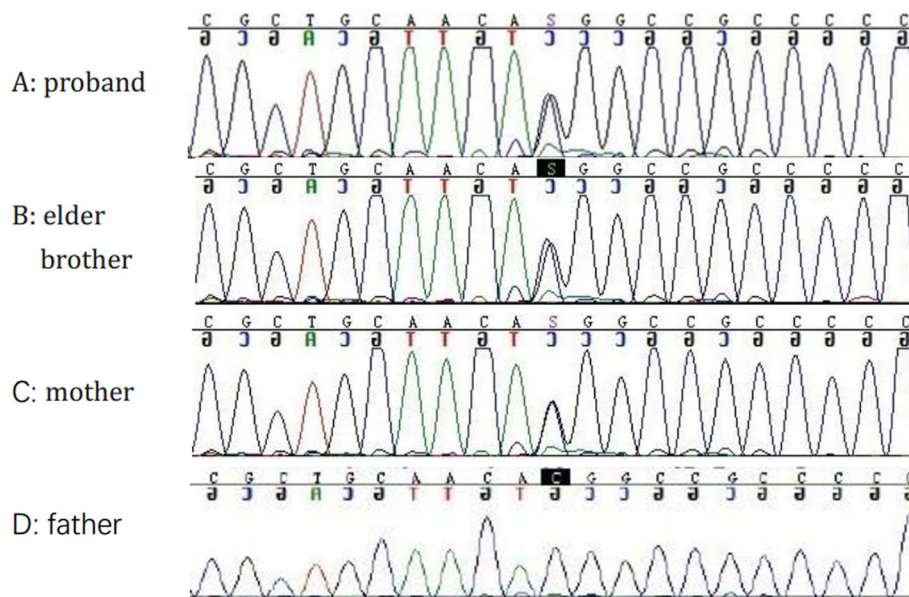 C G C T G C A A C A S G G C C G C C C C C
G C G A C G T T G T C C C G G C G G G G G
A: proband
C G C T G C A A C A S G G C C G C C C C C
G C G A C G T T G T C C C G G C G G G G G
B: elder
brother
C G C T G C A A C A S G G C C G C C C C C
G C G A C G T T G T C C C G G C G G G G G
C: mother
C G C T G C A A C A C G G C C G C C C C
G C G A C G T T G T G C C G G C G G G G
D: father